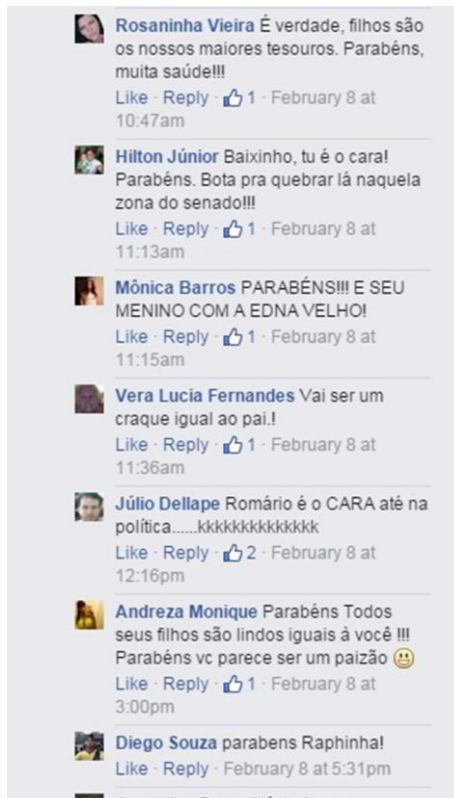 Rosaninha Vieira É verdade, filhos são
os nossos maiores tesouros. Parabéns,
muita saúde!!!
Like · Reply · 1 · February 8 at
10:47am
Hilton Júnior Baixinho, tu é o cara!
Parabéns. Bota pra quebrar lá naquela
zona do senado!!!
Like · Reply · 1 · February 8 at
11:13am
Mônica Barros PARABÉNS!!! E SEU
MENINO COM A EDNA VELHO!
Like · Reply · 1 · February 8 at
11:15am
Vera Lucia Fernandes Vai ser um
craque igual ao pai.!
Like · Reply · 1 · February 8 at
11:36am
Júlio Dellape Romário é o CARA até na
política......kkkkkkkkkkkkkk
Like · Reply · 2 · February 8 at
12:16pm
Andreza Monique Parabéns Todos
seus filhos são lindos iguais à você !!!
Parabéns vc parece ser um paizão 😀
Like · Reply · 1 · February 8 at
3:00pm
Diego Souza parabens Raphinha!
Like · Reply · February 8 at 5:31pm